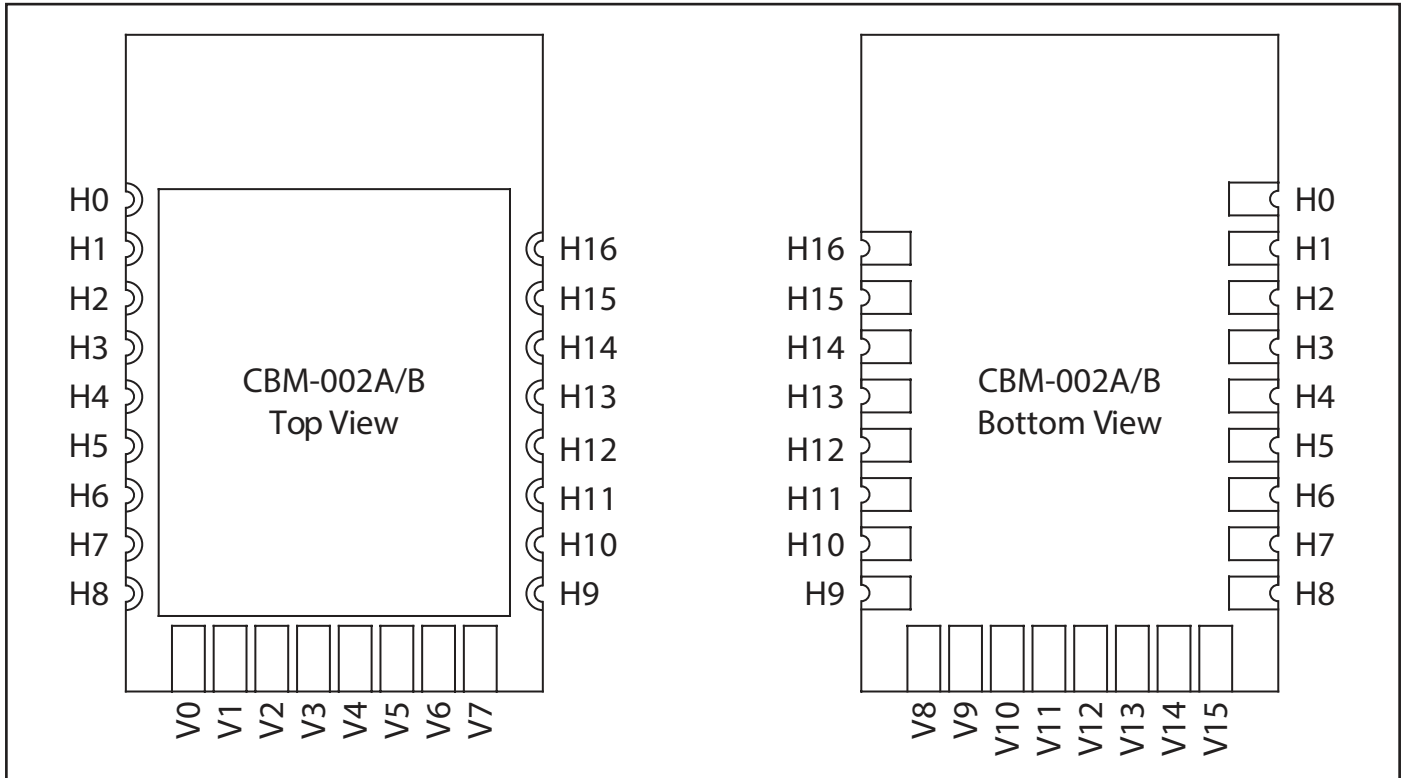 H0
H1
H2
H3
H4
H5
H6
H7
H8
H16
H15
H14
H13
H12
H11
H10
H9
CBM-002A/B
Top View
V0
V1
V2
V3
V4
V5
V6
V7
H16
H15
H14
H13
H12
H11
H10
H9
CBM-002A/B
Bottom View
H0
H1
H2
H3
H4
H5
H6
H7
H8
V8
V9
V10
V11
V12
V13
V14
V15